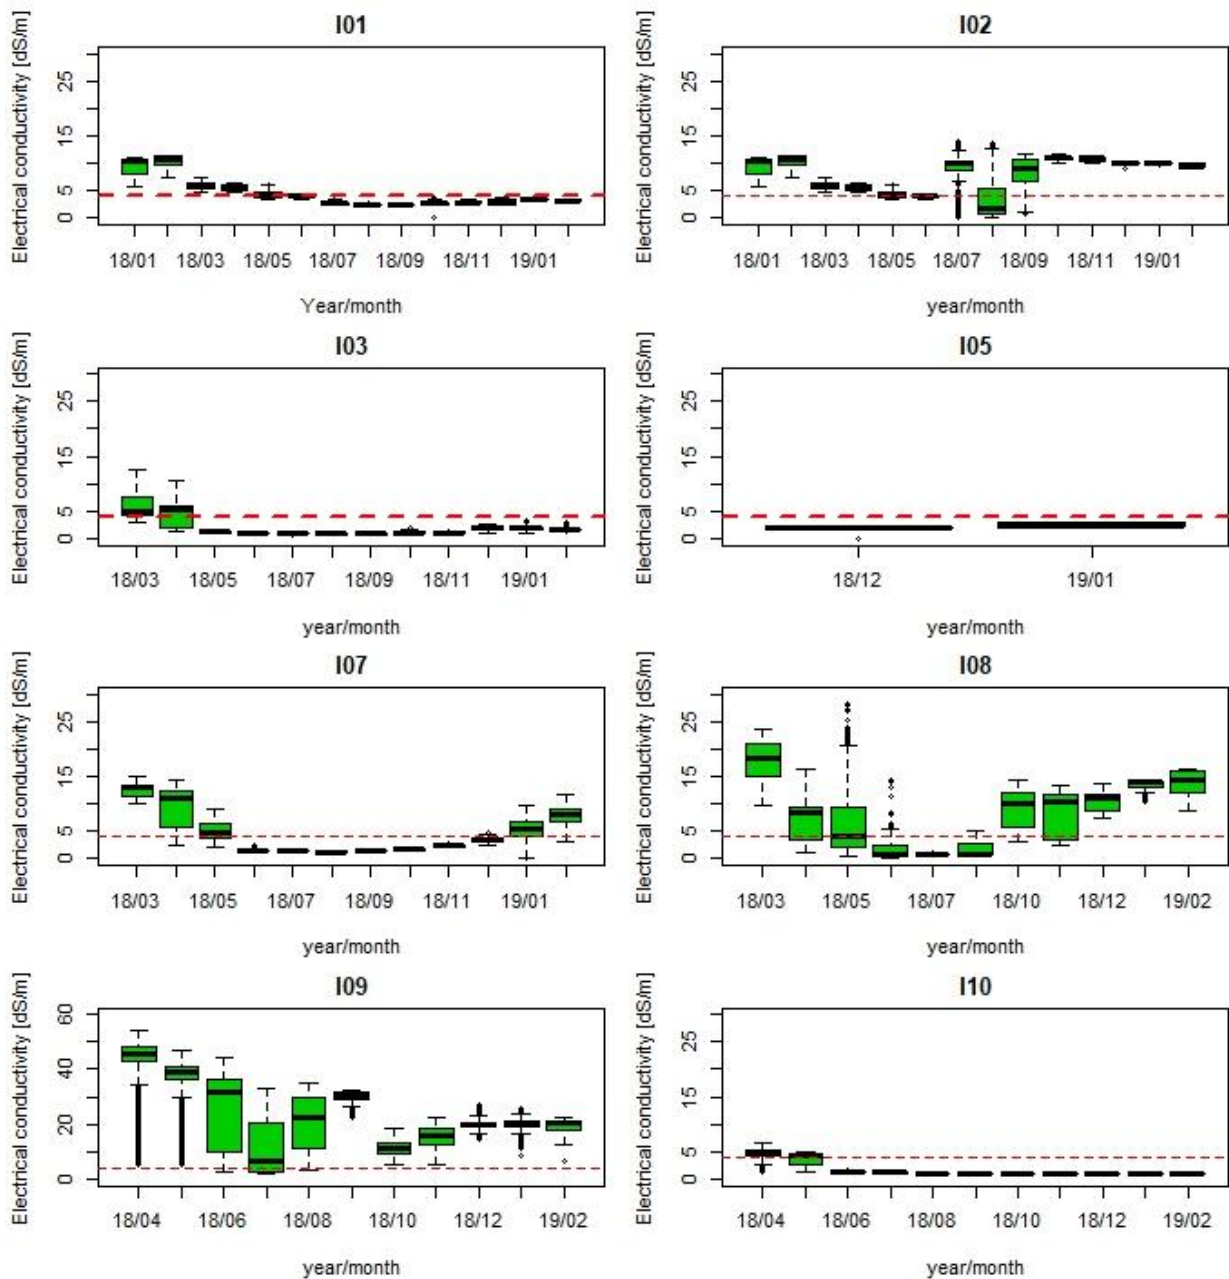 I01
Electrical conductivity [dS/m]
25
15
5
0
18/01 18/03 18/05 18/07 18/09 18/11 19/01
Year/month
I02
Electrical conductivity [dS/m]
25
15
5
0
18/01 18/03 18/05 18/07 18/09 18/11 19/01
year/month
I03
Electrical conductivity [dS/m]
25
15
5
0
18/03 18/05 18/07 18/09 18/11 19/01
year/month
I05
Electrical conductivity [dS/m]
25
15
5
0
18/12 19/01
year/month
I07
Electrical conductivity [dS/m]
25
15
5
0
18/03 18/05 18/07 18/09 18/11 19/01
year/month
I08
Electrical conductivity [dS/m]
25
15
5
0
18/03 18/05 18/07 18/10 18/12 19/02
year/month
I09
Electrical conductivity [dS/m]
60
40
20
0
18/04 18/06 18/08 18/10 18/12 19/02
year/month
I10
Electrical conductivity [dS/m]
25
15
5
0
18/04 18/06 18/08 18/10 18/12 19/02
year/month